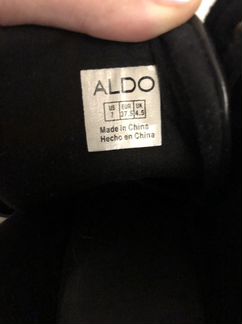 ALDO
US EUR UK
7 37.5 4.5
Made in China
Hecho en China